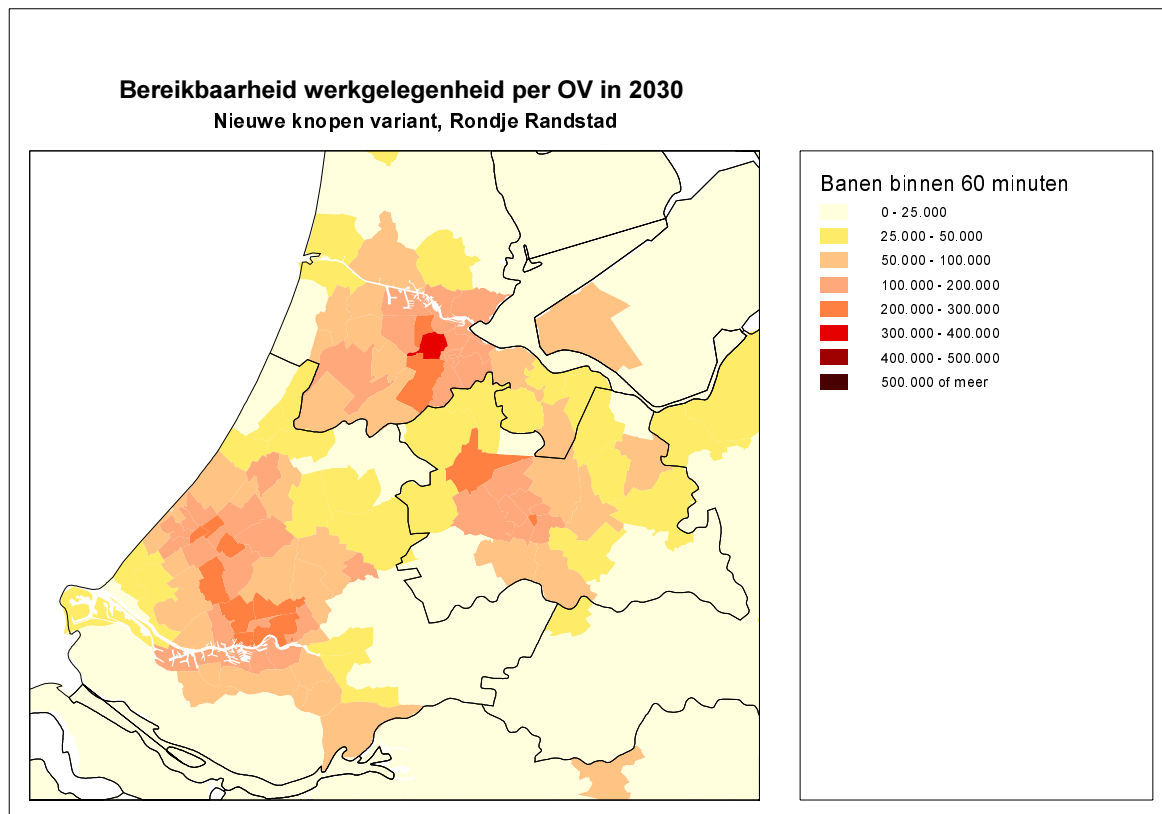 Bereikbaarheid werkgelegenheid per OV in 2030
Nieuwe knopen variant, Rondje Randstad
Banen binnen 60 minuten
0 - 25.000
25.000 - 50.000
50.000 - 100.000
100.000 - 200.000
200.000 - 300.000
300.000 - 400.000
400.000 - 500.000
500.000 of meer